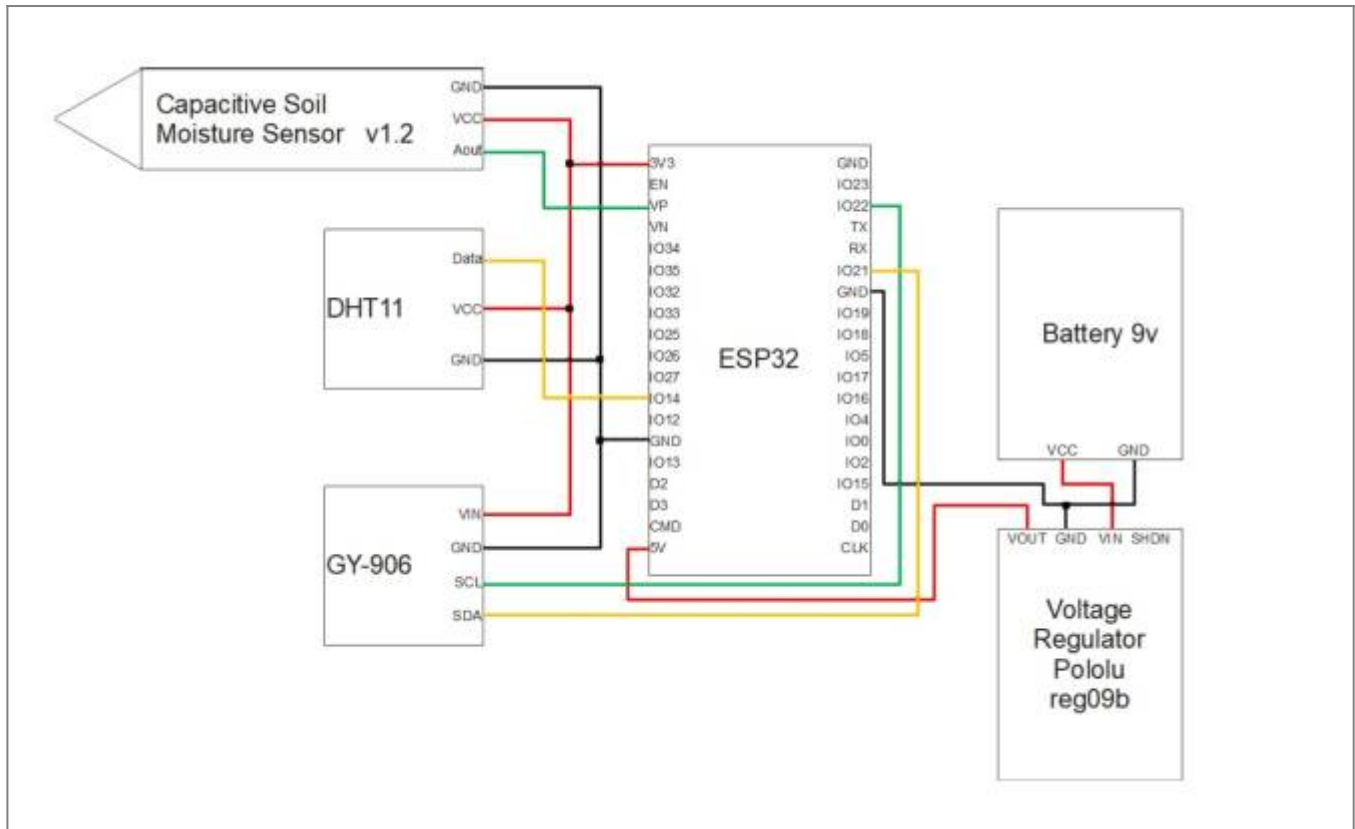 Capacitive Soil
Moisture Sensor v1.2
GND
VCC
Aout
DHT11
Data
VCC
GND
GY-906
VIN
GND
SCL
SDA
ESP32
3V3
EN
VP
VN
IO34
IO35
IO32
IO33
IO25
IO26
IO27
IO14
IO12
GND
IO13
D2
D3
CMD
5V
GND
IO23
IO22
TX
RX
IO21
GND
IO19
IO18
IO5
IO17
IO16
IO4
IO0
IO2
IO15
D1
D0
CLK
Battery 9v
VCC GND
VOUT GND VIN SHDN
Voltage
Regulator
Pololu
reg09b